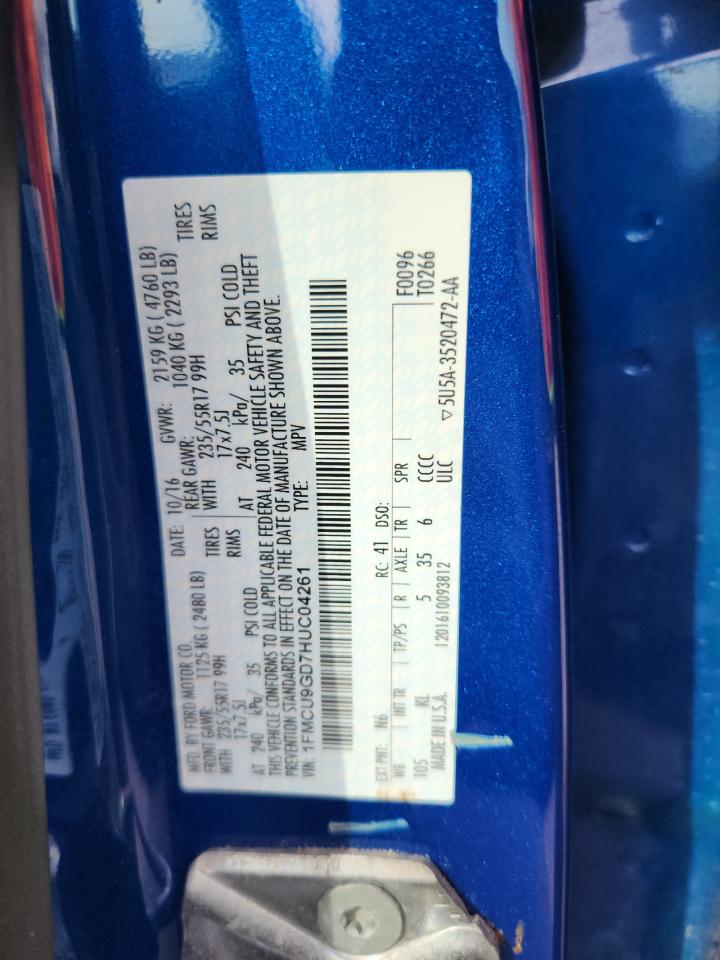 MFD. BY FORD MOTOR CO.
DATE: 10/16 GVWR: 2159 KG ( 4760 LB)
FRONT GAWR: 1125 KG ( 2480 LB) REAR GAWR: 1040 KG ( 2293 LB)
WITH 235/55R17 99H TIRES WITH 235/55R17 99H TIRES
17x7.5J RIMS 17x7.5J RIMS
AT 240 kPa/ 35 PSI COLD AT 240 kPa/ 35 PSI COLD
THIS VEHICLE CONFORMS TO ALL APPLICABLE FEDERAL MOTOR VEHICLE SAFETY AND THEFT
PREVENTION STANDARDS IN EFFECT ON THE DATE OF MANUFACTURE SHOWN ABOVE.
VIN: 1FMCU9GD7HUC04261 TYPE: MPV
EXT PNT: N6 RC: 41 DSO:
WB INT TR TP/PS R AXLE TR SPR F0096
105 KL 5 35 6 CCCC T0266
MADE IN U.S.A. 1201610093812 ULC ▽5U5A-3520472-AA